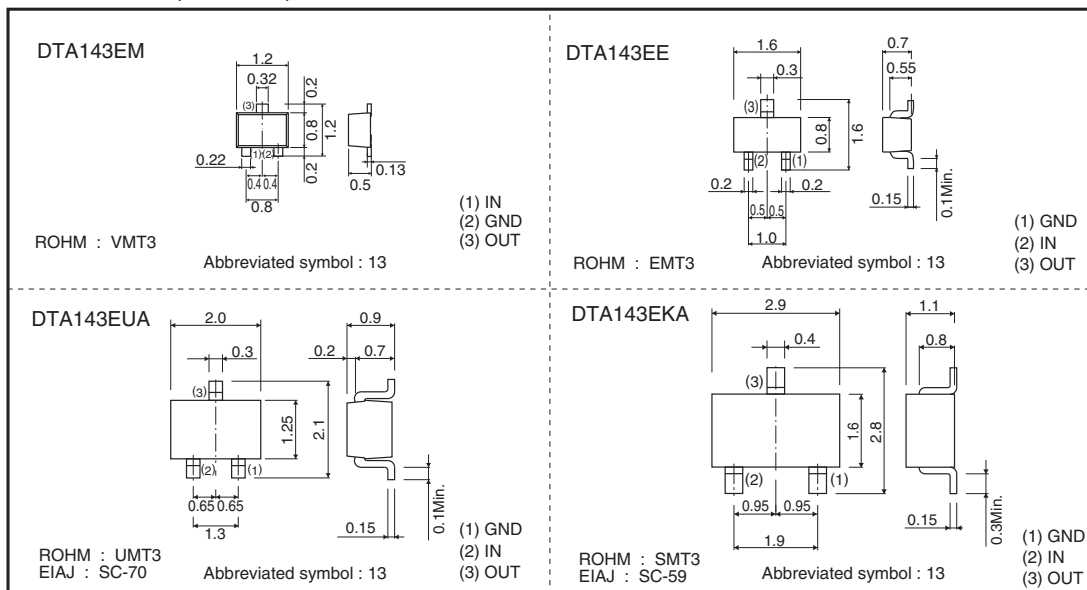 DTA143EM
1.2
0.32
0.2
(3)
0.8
1.2
(1) (2)
0.22
0.2
0.4 0.4
0.8
0.13
0.5
(1) IN
(2) GND
(3) OUT
ROHM : VMT3
Abbreviated symbol : 13
DTA143EE
1.6
0.3
(3)
0.8
1.6
(2)
(1)
0.2
0.2
0.5 0.5
1.0
0.7
0.55
0.15
0.1Min.
(1) GND
(2) IN
(3) OUT
ROHM : EMT3
Abbreviated symbol : 13
DTA143EUA
2.0
0.3
(3)
1.25
2.1
(2)
(1)
0.65 0.65
1.3
0.9
0.2
0.7
0.15
0.1Min.
(1) GND
(2) IN
(3) OUT
ROHM : UMT3
EIAJ : SC-70
Abbreviated symbol : 13
DTA143EKA
2.9
0.4
(3)
1.6
2.8
(2)
(1)
0.95 0.95
1.9
1.1
0.8
0.15
0.3Min.
(1) GND
(2) IN
(3) OUT
ROHM : SMT3
EIAJ : SC-59
Abbreviated symbol : 13